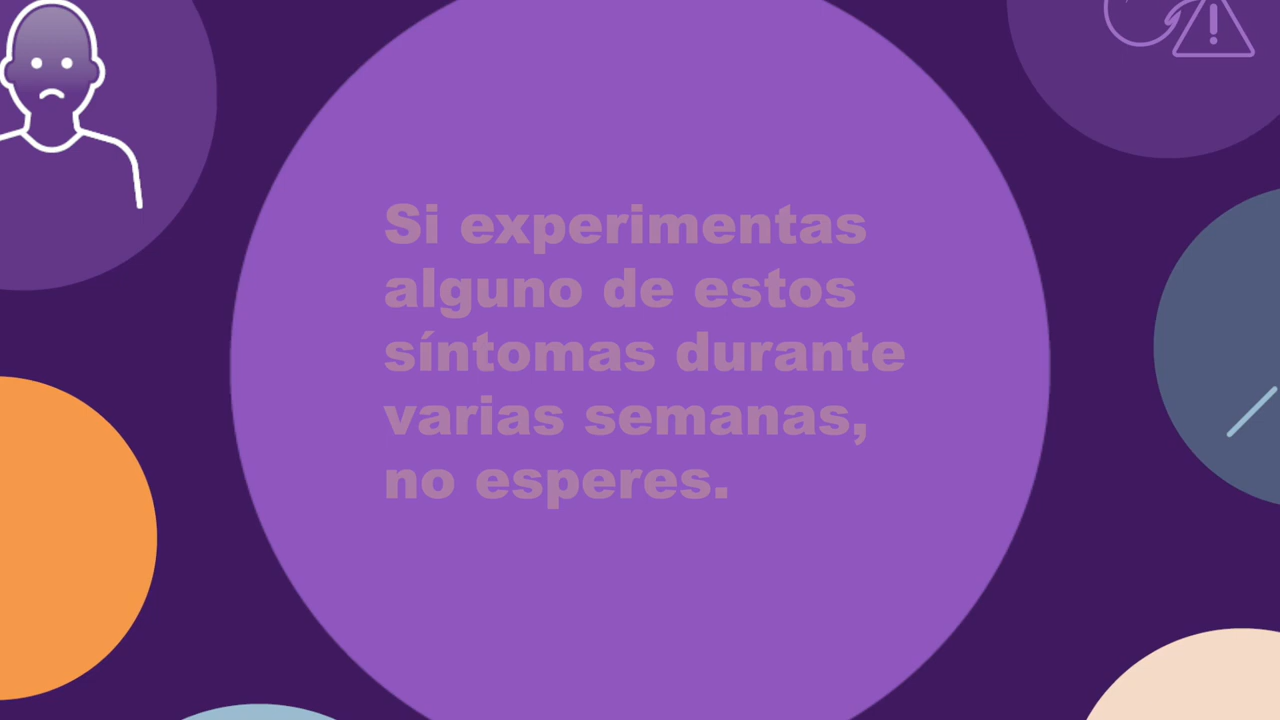 Si experimentas
alguno de estos
síntomas durante
varias semanas,
no esperes.